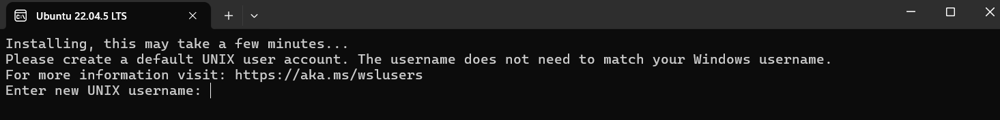 Ubuntu 22.04.5 LTS
Installing, this may take a few minutes...
Please create a default UNIX user account. The username does not need to match your Windows username.
For more information visit: https://aka.ms/wslusers
Enter new UNIX username: